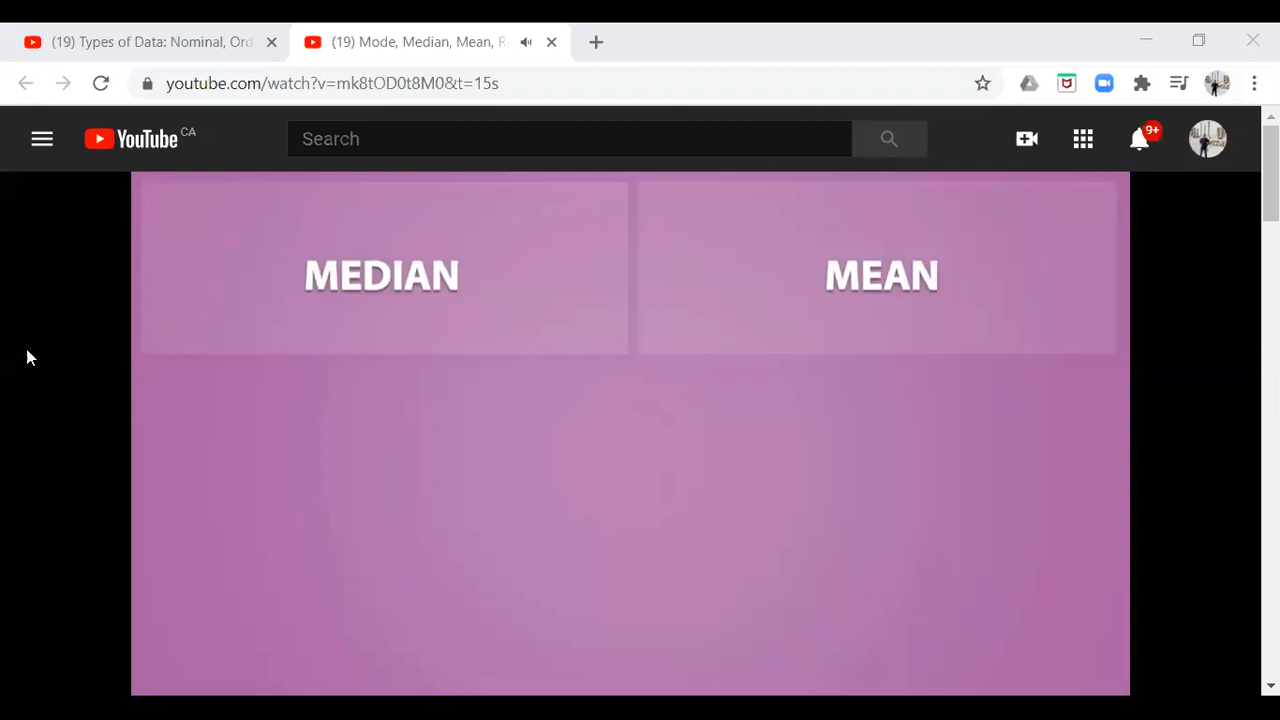 (19) Types of Data: Nominal, Ord
(19) Mode, Median, Mean, R
youtube.com/watch?v=mk8tOD0t8M0&t=15s
YouTube CA
Search
9+
MEDIAN
MEAN